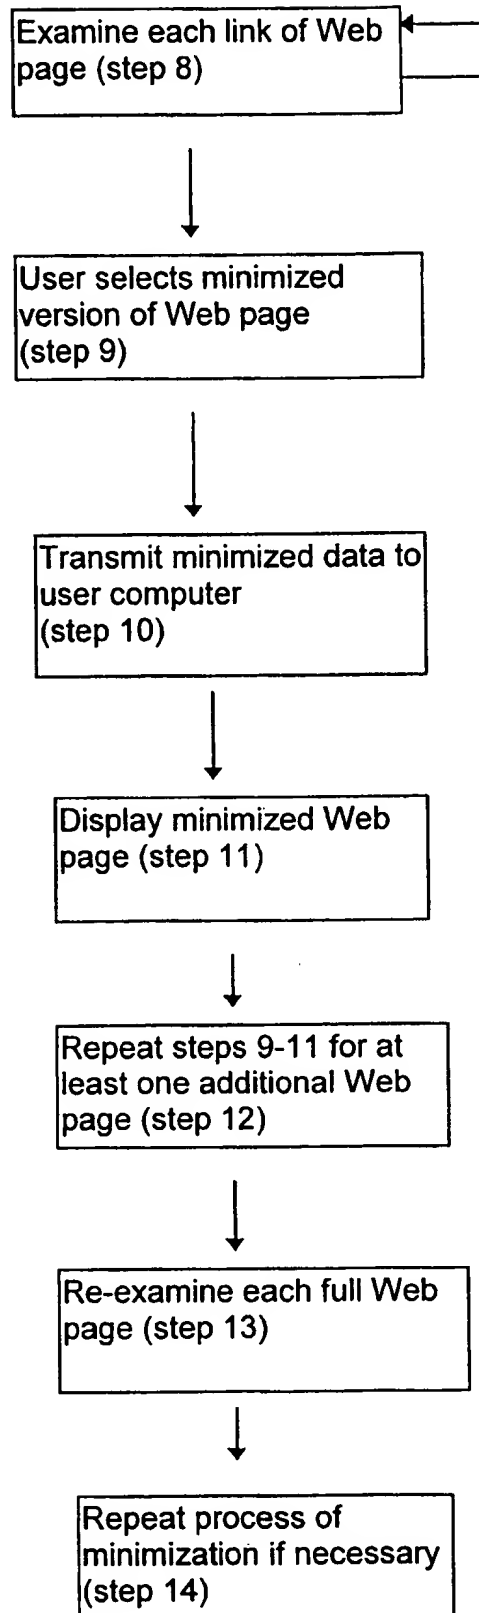 Examine each link of Web
page (step 8)
User selects minimized
version of Web page
(step 9)
Transmit minimized data to
user computer
(step 10)
Display minimized Web
page (step 11)
Repeat steps 9-11 for at
least one additional Web
page (step 12)
Re-examine each full Web
page (step 13)
Repeat process of
minimization if necessary
(step 14)